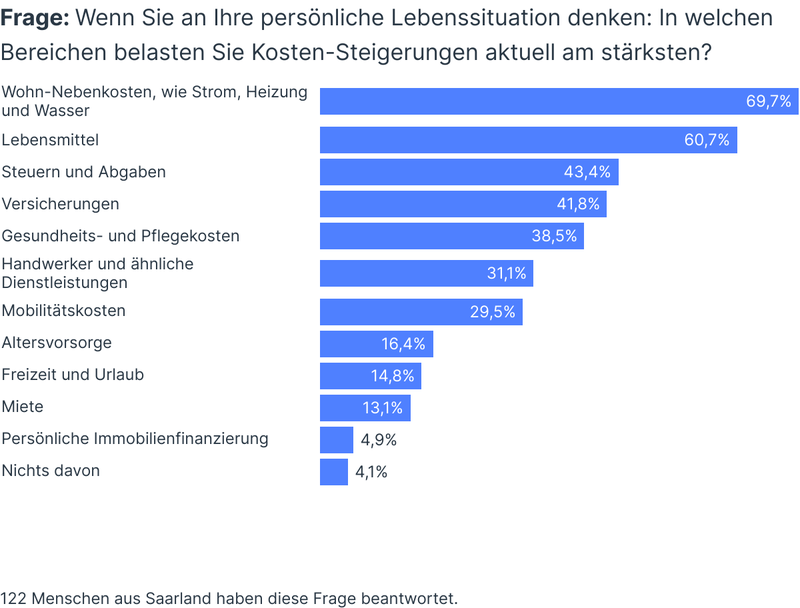 Frage: Wenn Sie an Ihre persönliche Lebenssituation denken: In welchen
Bereichen belasten Sie Kosten-Steigerungen aktuell am stärksten?
Wohn-Nebenkosten, wie Strom, Heizung
und Wasser
69,7%
Lebensmittel
60,7%
Steuern und Abgaben
43,4%
Versicherungen
41,8%
Gesundheits- und Pflegekosten
38,5%
Handwerker und ähnliche
Dienstleistungen
31,1%
Mobilitätskosten
29,5%
Altersvorsorge
16,4%
Freizeit und Urlaub
14,8%
Miete
13,1%
Persönliche Immobilienfinanzierung
4,9%
Nichts davon
4,1%
122 Menschen aus Saarland haben diese Frage beantwortet.